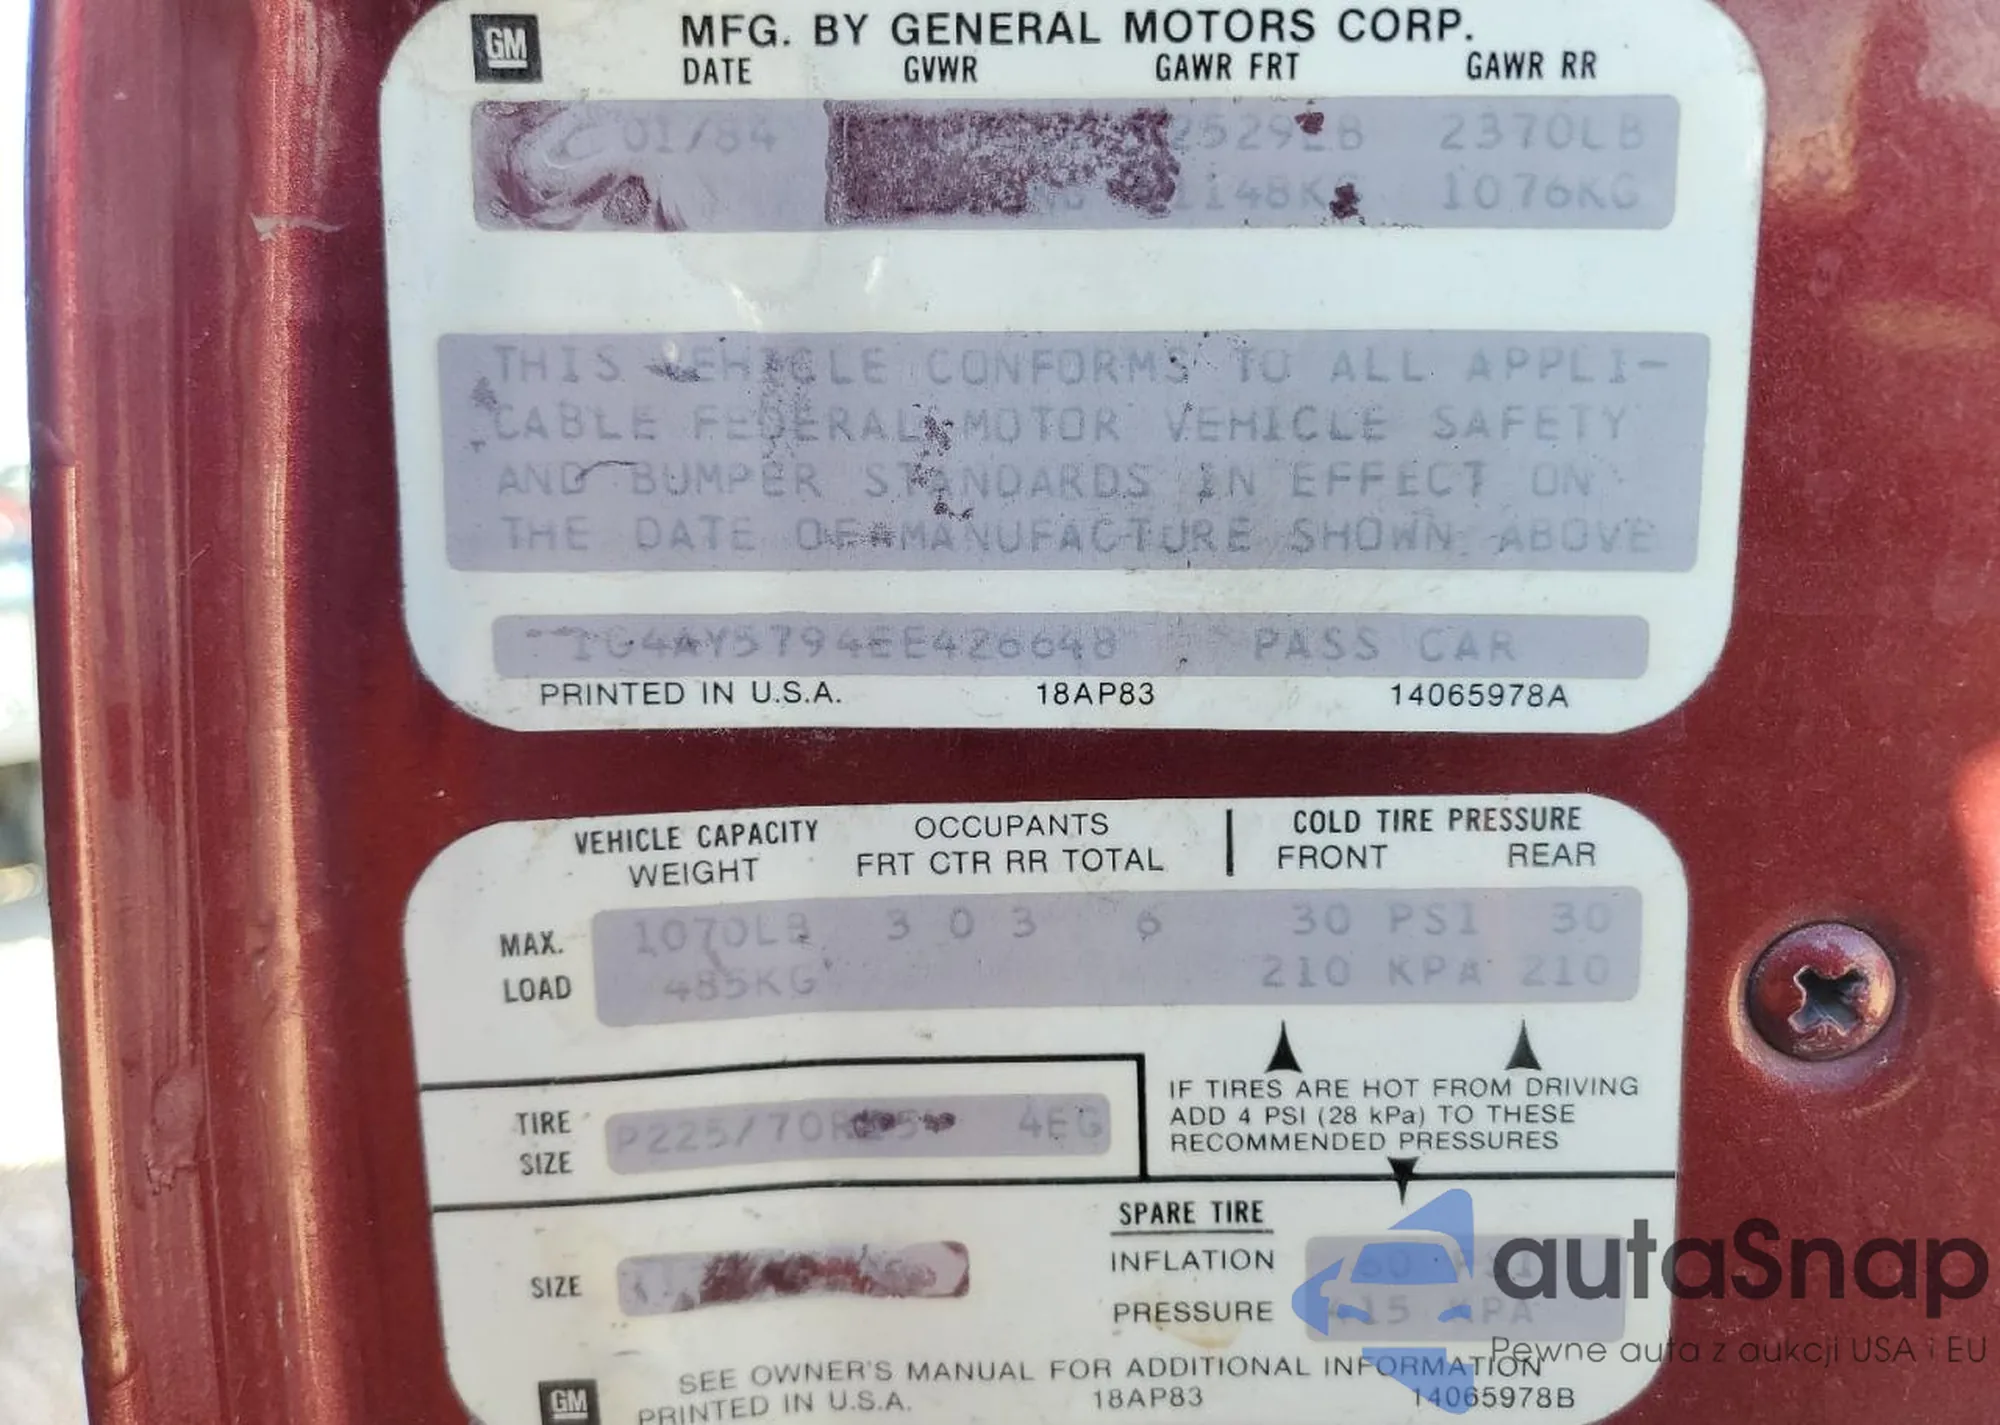 GM
MFG. BY GENERAL MOTORS CORP.
DATE GVWR GAWR FRT GAWR RR
01/84 2529LB 2370LB
1148KG 1076KG
THIS VEHICLE CONFORMS TO ALL APPLI-
CABLE FEDERAL MOTOR VEHICLE SAFETY
AND BUMPER STANDARDS IN EFFECT ON
THE DATE OF MANUFACTURE SHOWN ABOVE
1G4AY5794EE426648 PASS CAR
PRINTED IN U.S.A. 18AP83 14065978A
VEHICLE CAPACITY OCCUPANTS COLD TIRE PRESSURE
WEIGHT FRT CTR RR TOTAL FRONT REAR
MAX. 1070LB 3 0 3 6 30 PSI 30
LOAD 485KG 210 KPA 210
IF TIRES ARE HOT FROM DRIVING
ADD 4 PSI (28 kPa) TO THESE
RECOMMENDED PRESSURES
TIRE SIZE P225/70R15 4EG
SPARE TIRE
SIZE INFLATION 60 PSI
PRESSURE 415 KPA
SEE OWNER'S MANUAL FOR ADDITIONAL INFORMATION
GM PRINTED IN U.S.A. 18AP83 14065978B
autaSnap
Pewne auta z aukcji USA i EU